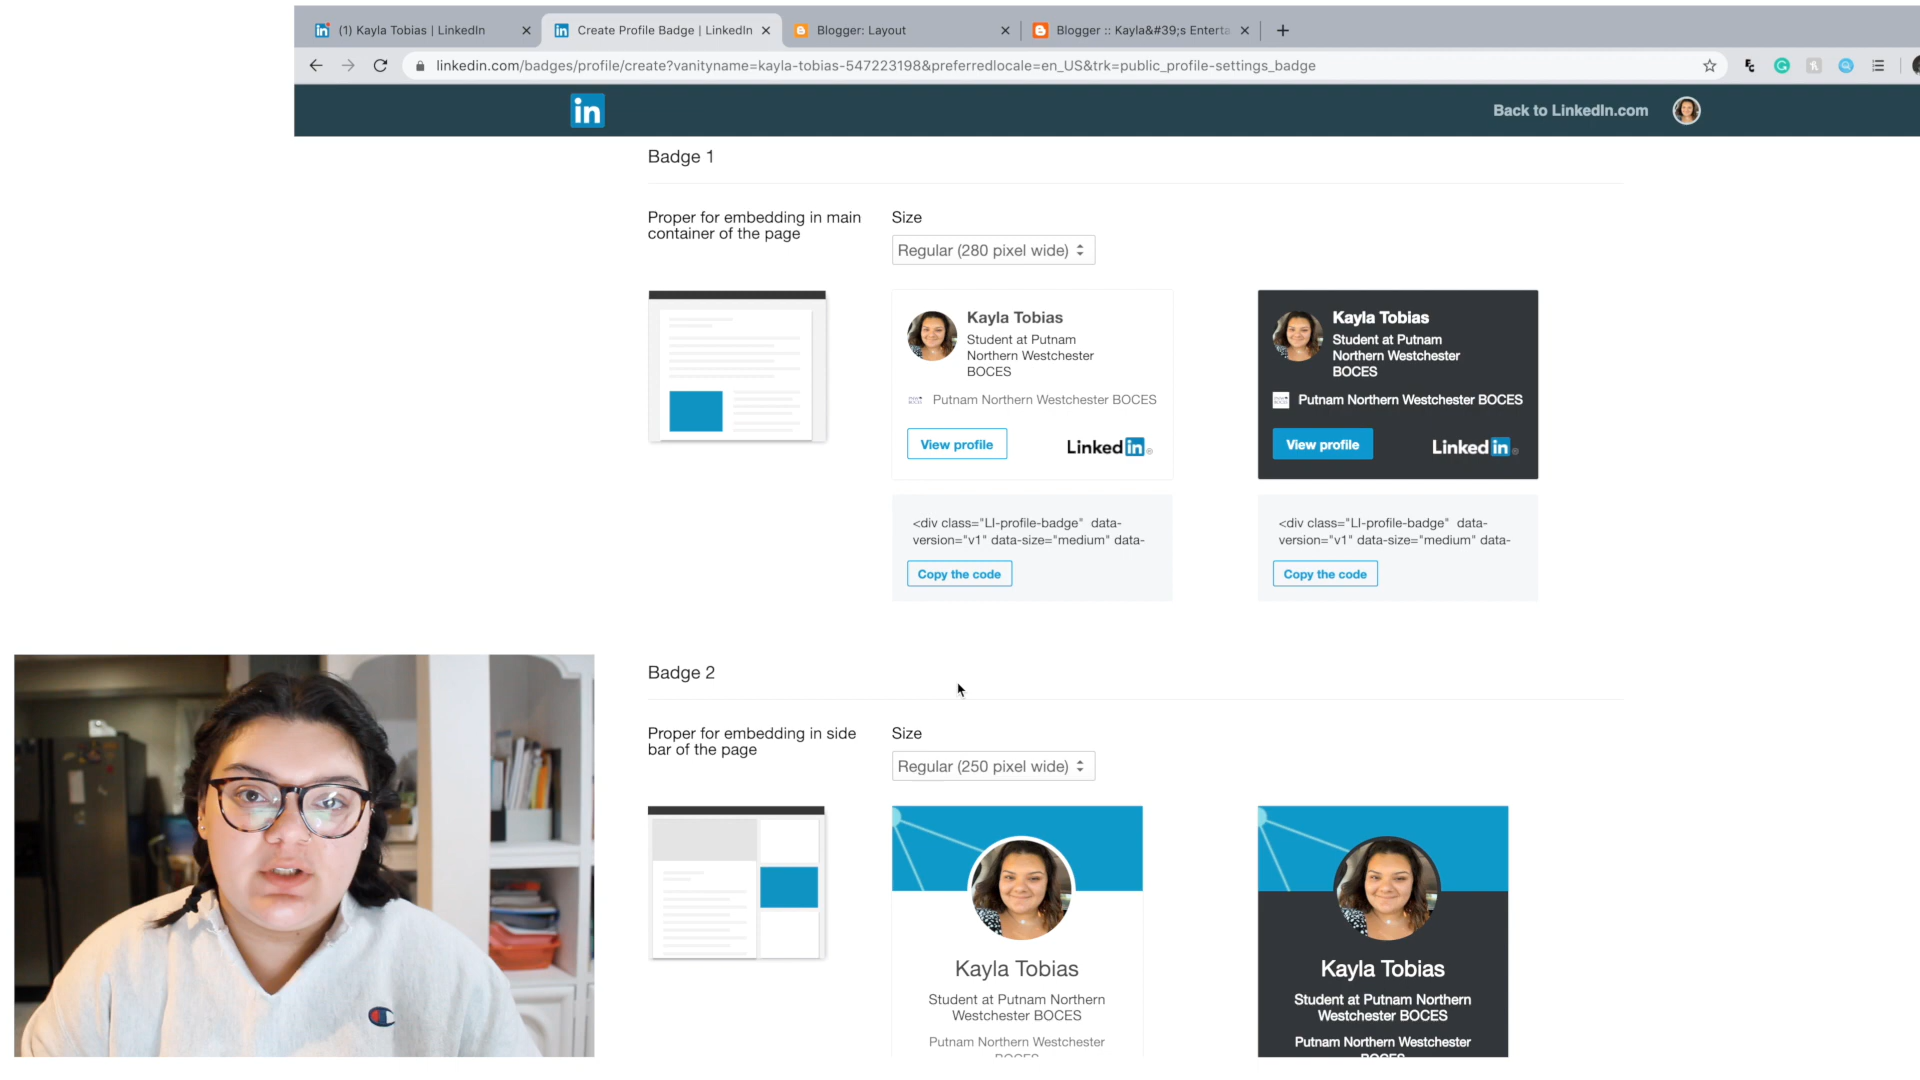 (1) Kayla Tobias | LinkedIn
Create Profile Badge | LinkedIn
Blogger: Layout
Blogger :: Kayla&#39;s Enterta
linkedin.com/badges/profile/create?vanityname=kayla-tobias-547223198&preferredlocale=en_US&trk=public_profile-settings_badge
in
Back to LinkedIn.com
Badge 1
Proper for embedding in main
container of the page
Size
Regular (280 pixel wide)
Kayla Tobias
Student at Putnam
Northern Westchester
BOCES
Putnam Northern Westchester BOCES
View profile
Linked in
<div class="LI-profile-badge" data-
version="v1" data-size="medium" data-
Copy the code
Kayla Tobias
Student at Putnam
Northern Westchester
BOCES
Putnam Northern Westchester BOCES
View profile
Linked in
<div class="LI-profile-badge" data-
version="v1" data-size="medium" data-
Copy the code
Badge 2
Proper for embedding in side
bar of the page
Size
Regular (250 pixel wide)
Kayla Tobias
Student at Putnam Northern
Westchester BOCES
Putnam Northern Westchester
BOCES
Kayla Tobias
Student at Putnam Northern
Westchester BOCES
Putnam Northern Westchester
BOCES